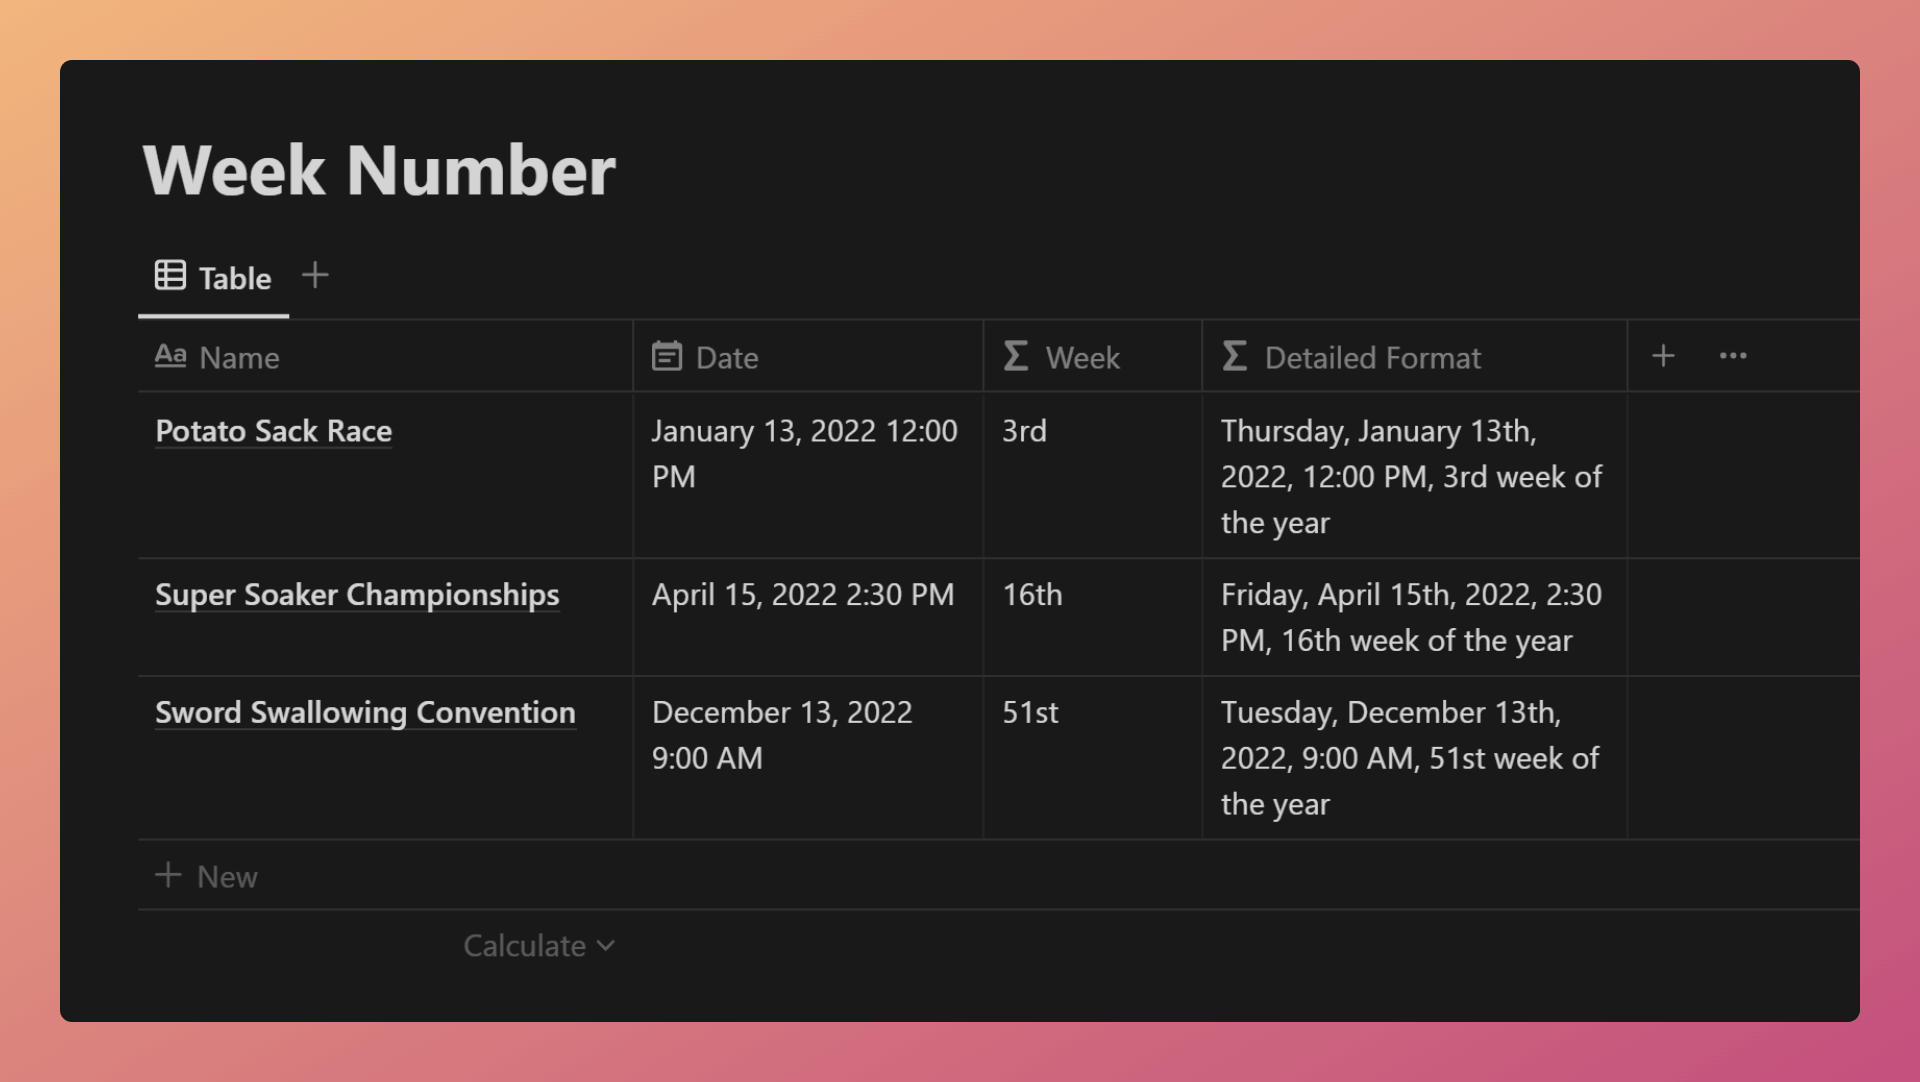 Week Number
Table
Aa Name
Date
Σ Week
Σ Detailed Format
Potato Sack Race
January 13, 2022 12:00
PM
3rd
Thursday, January 13th,
2022, 12:00 PM, 3rd week of
the year
Super Soaker Championships
April 15, 2022 2:30 PM
16th
Friday, April 15th, 2022, 2:30
PM, 16th week of the year
Sword Swallowing Convention
December 13, 2022
9:00 AM
51st
Tuesday, December 13th,
2022, 9:00 AM, 51st week of
the year
+ New
Calculate